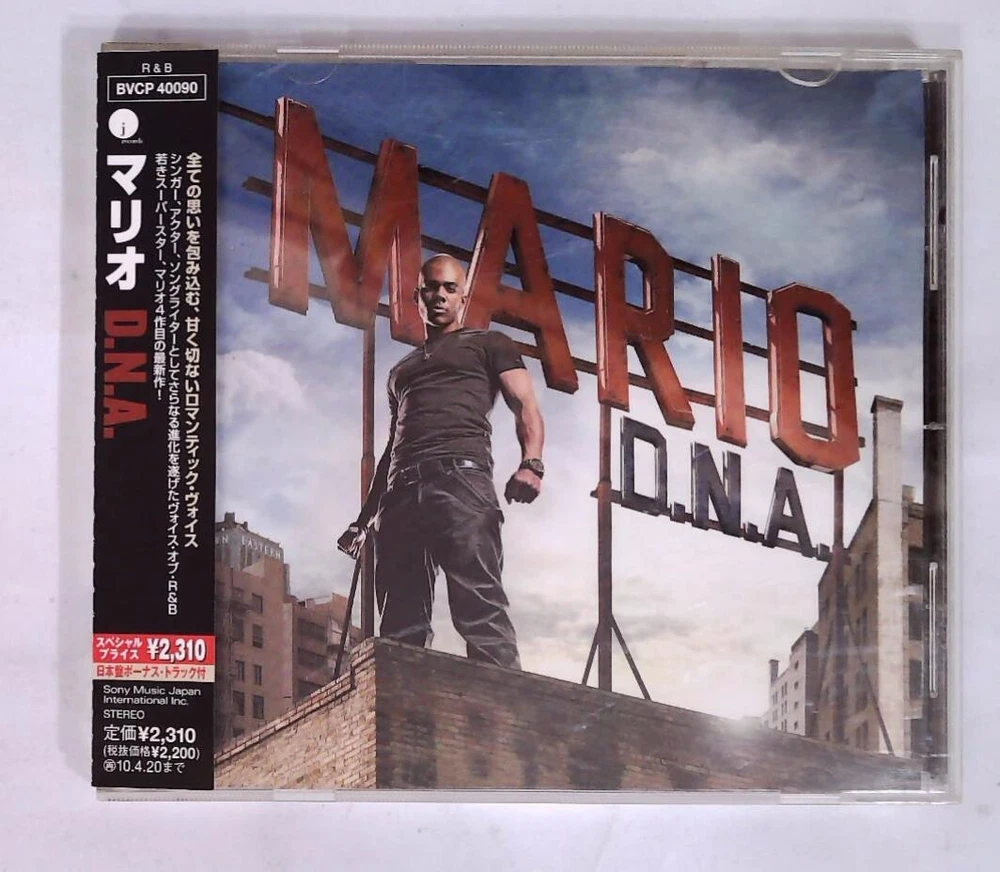 R&B
BVCP 40090
j
records
マリオ D.N.A.
全ての思いを包み込む、甘く切ないロマンティック・ヴォイス
シンガー、アクター、ソングライターとしてさらなる進化を遂げたヴォイス・オブ・R&B
若きスーパースター、マリオ4作目の最新作!
スペシャル
プライス ¥2,310
日本盤ボーナス・トラック付
Sony Music Japan
International Inc.
STEREO
定価¥2,310
(税抜価格¥2,200)
再10.4.20まで
MARIO
D.N.A.
EASTERN